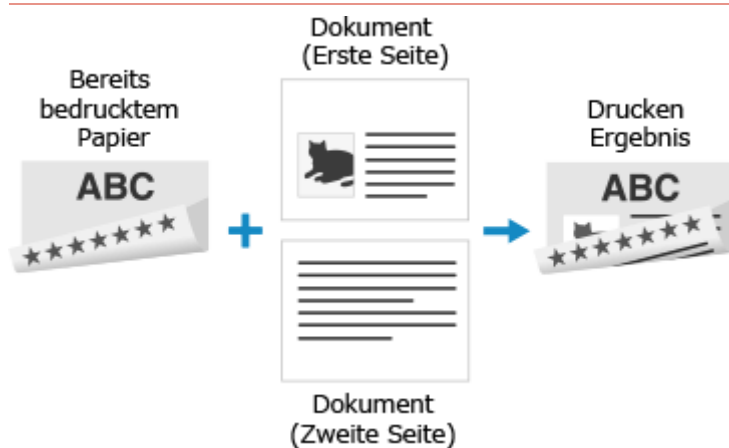 Bereits
bedrucktem
Papier
ABC
Dokument
(Erste Seite)
Dokument
(Zweite Seite)
Drucken
Ergebnis
ABC